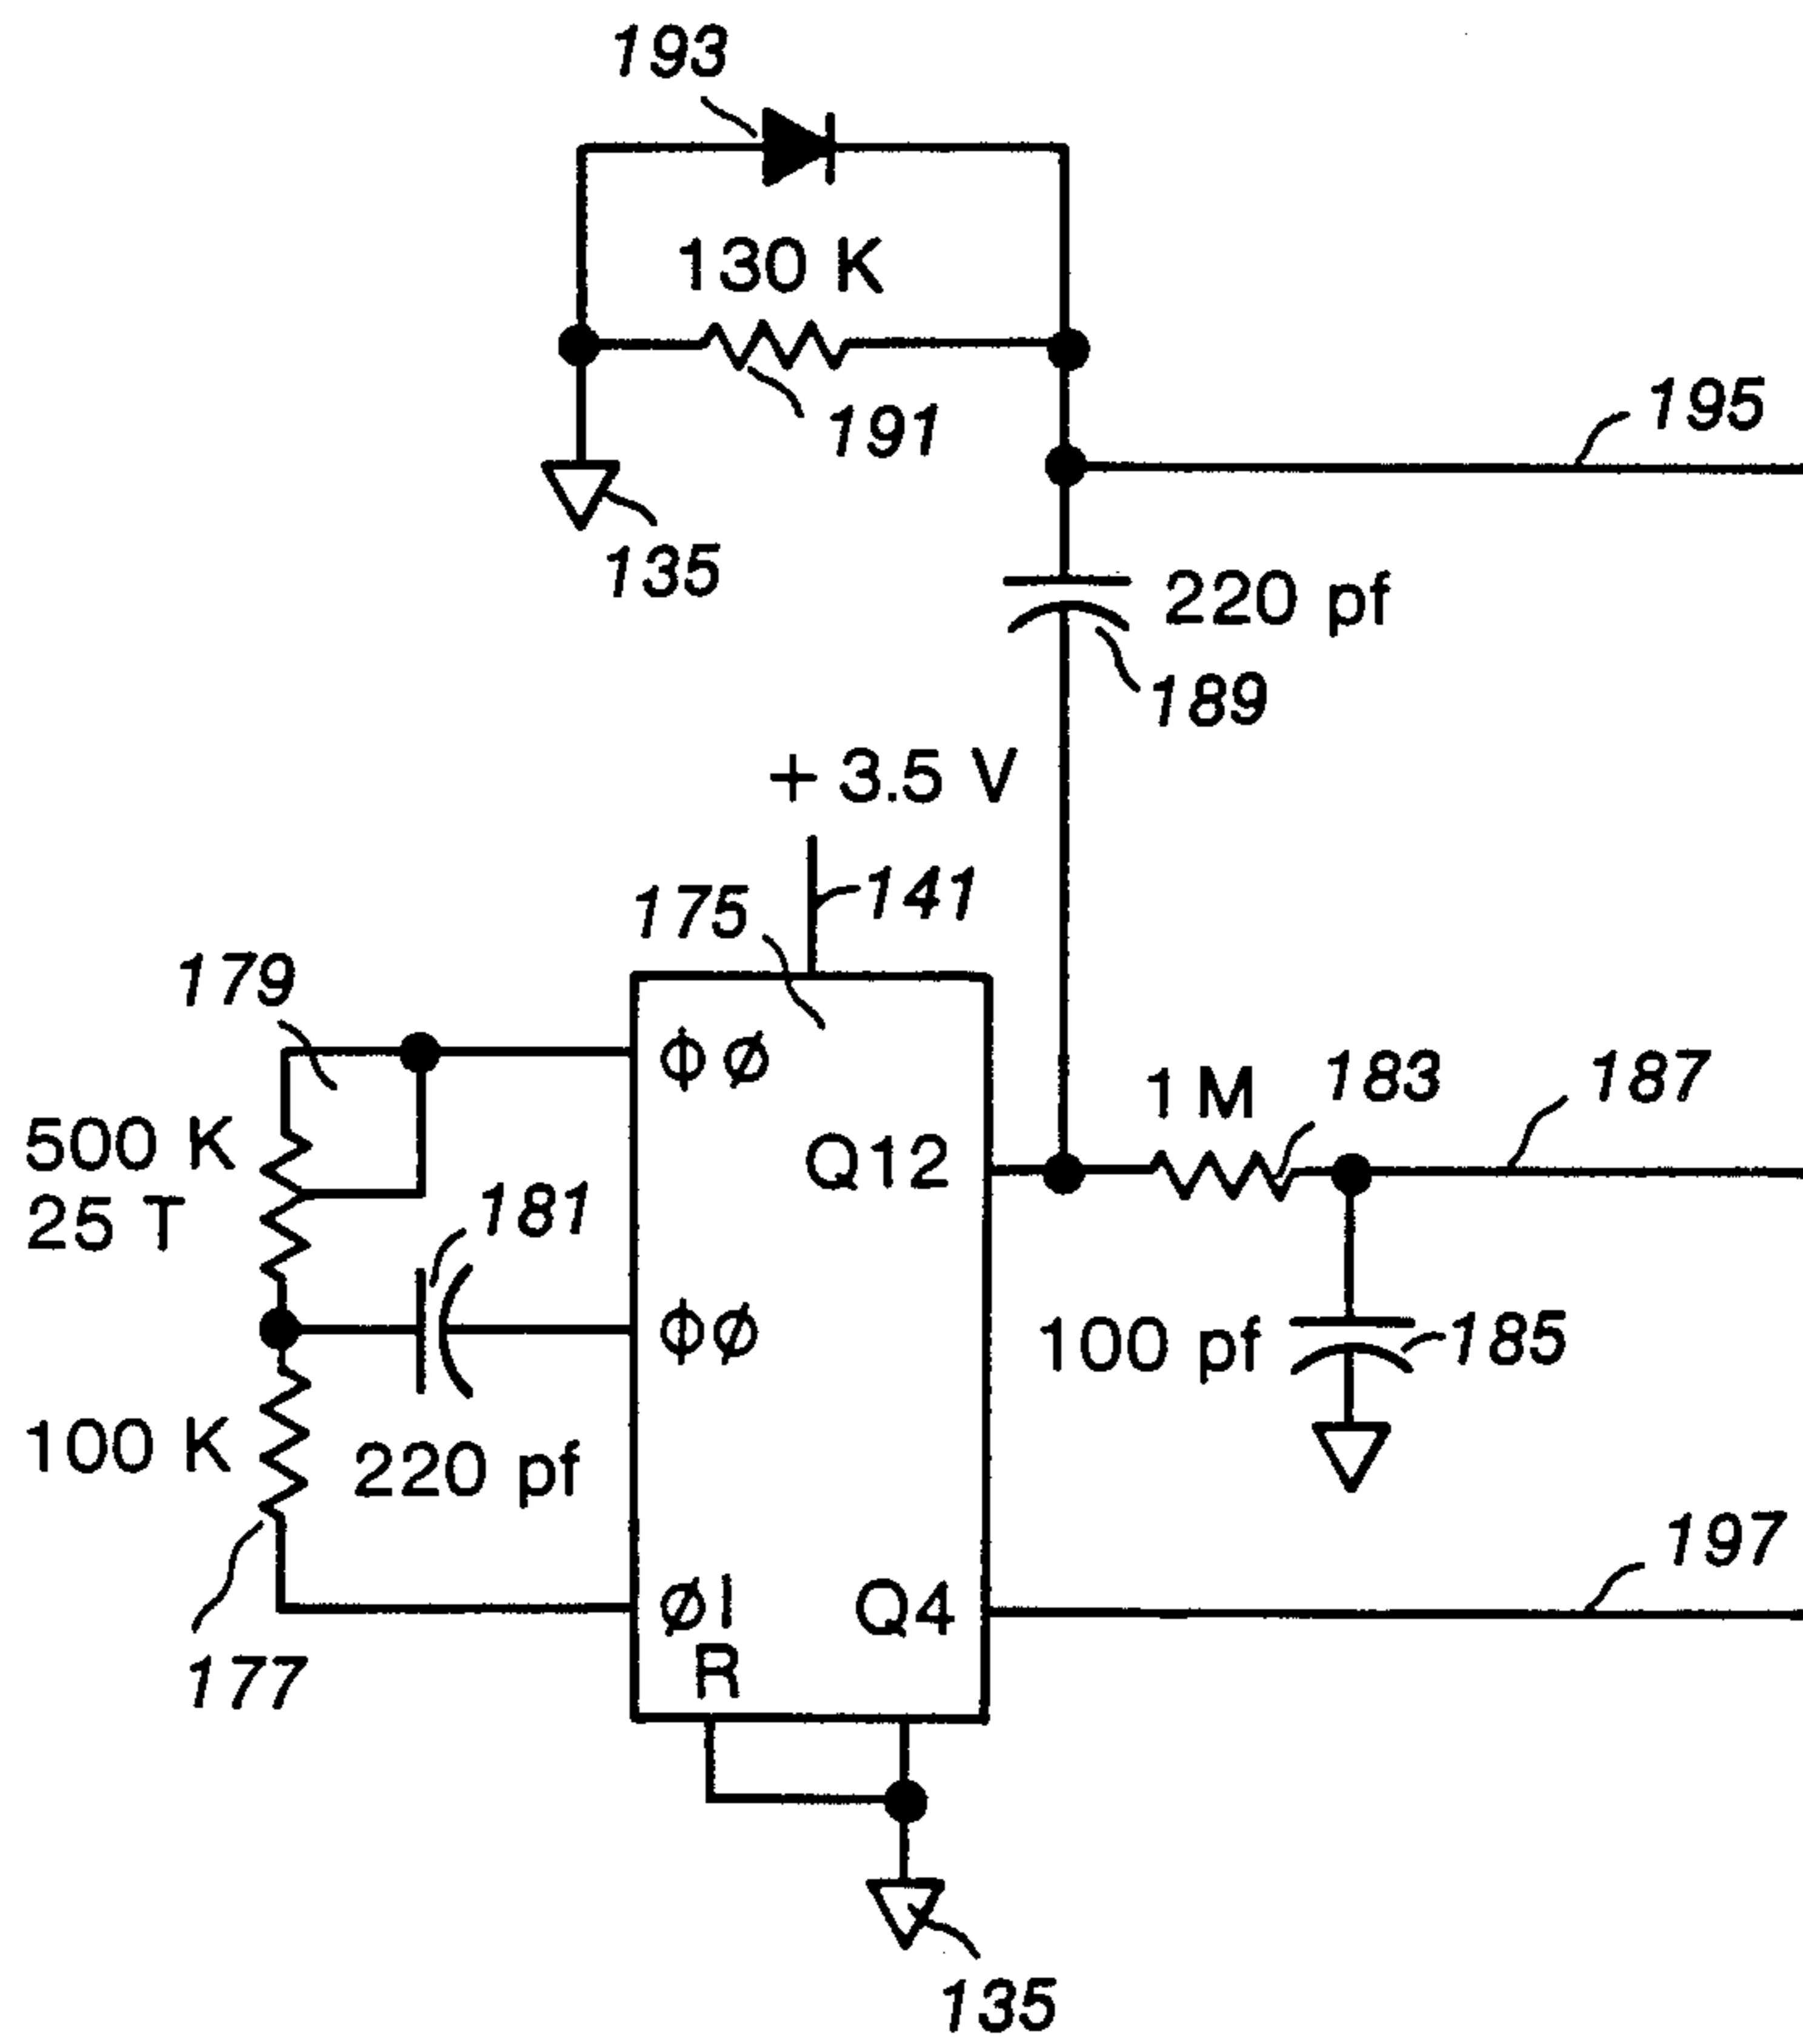 193
130 K
191
195
135
220 pf
189
+ 3.5 V
141
175
179
ϕ ø
1 M
183
187
500 K
25 T
Q12
181
ϕø
100 pf
185
100 K
220 pf
197
øI
Q4
R
177
135